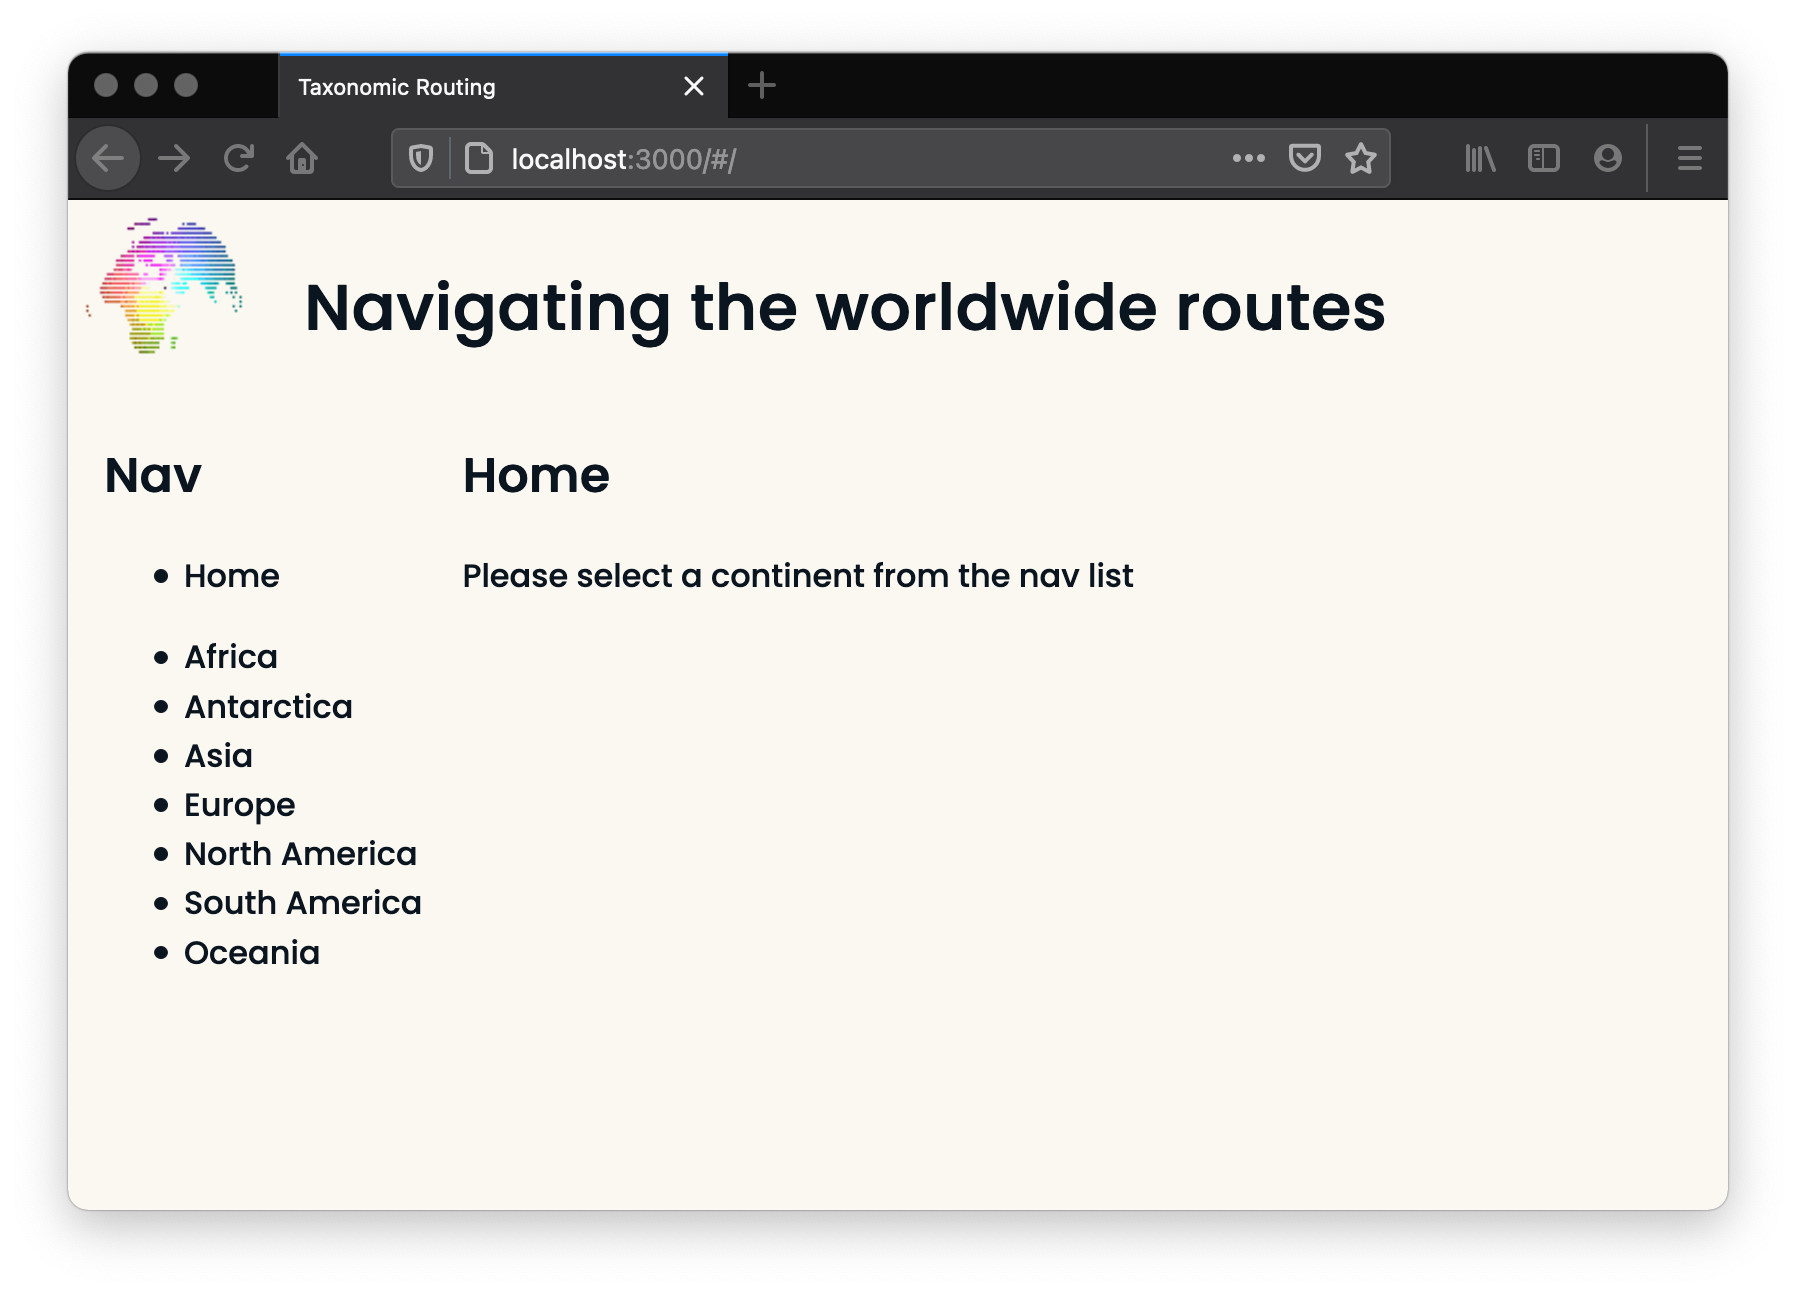 Taxonomic Routing
localhost:3000/#/
Navigating the worldwide routes
Nav
Home
Africa
Antarctica
Asia
Europe
North America
South America
Oceania
Home
Please select a continent from the nav list